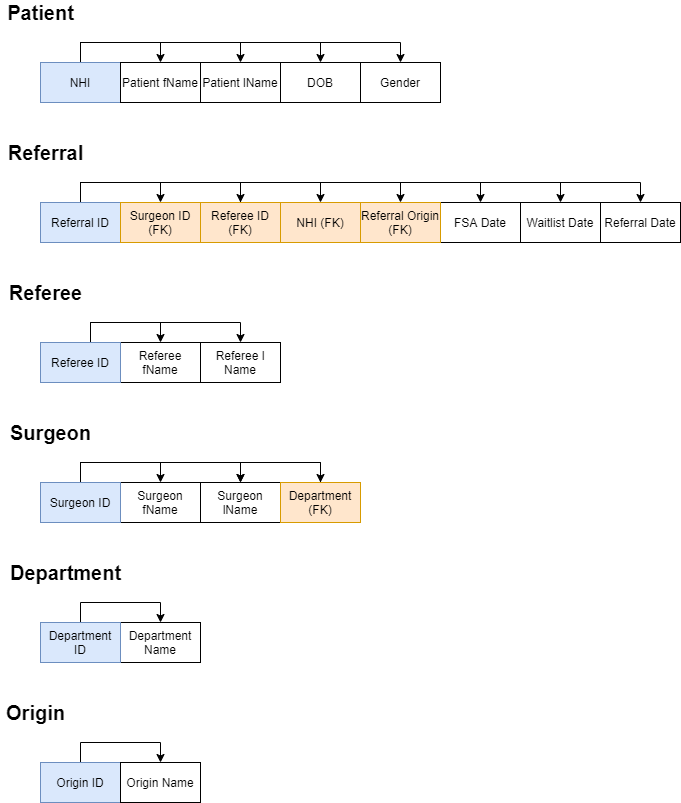 Patient
NHI Patient fName Patient lName DOB Gender
Referral
Referral ID Surgeon ID (FK) Referee ID (FK) NHI (FK) Referral Origin (FK) FSA Date Waitlist Date Referral Date
Referee
Referee ID Referee fName Referee l Name
Surgeon
Surgeon ID Surgeon fName Surgeon lName Department (FK)
Department
Department ID Department Name
Origin
Origin ID Origin Name